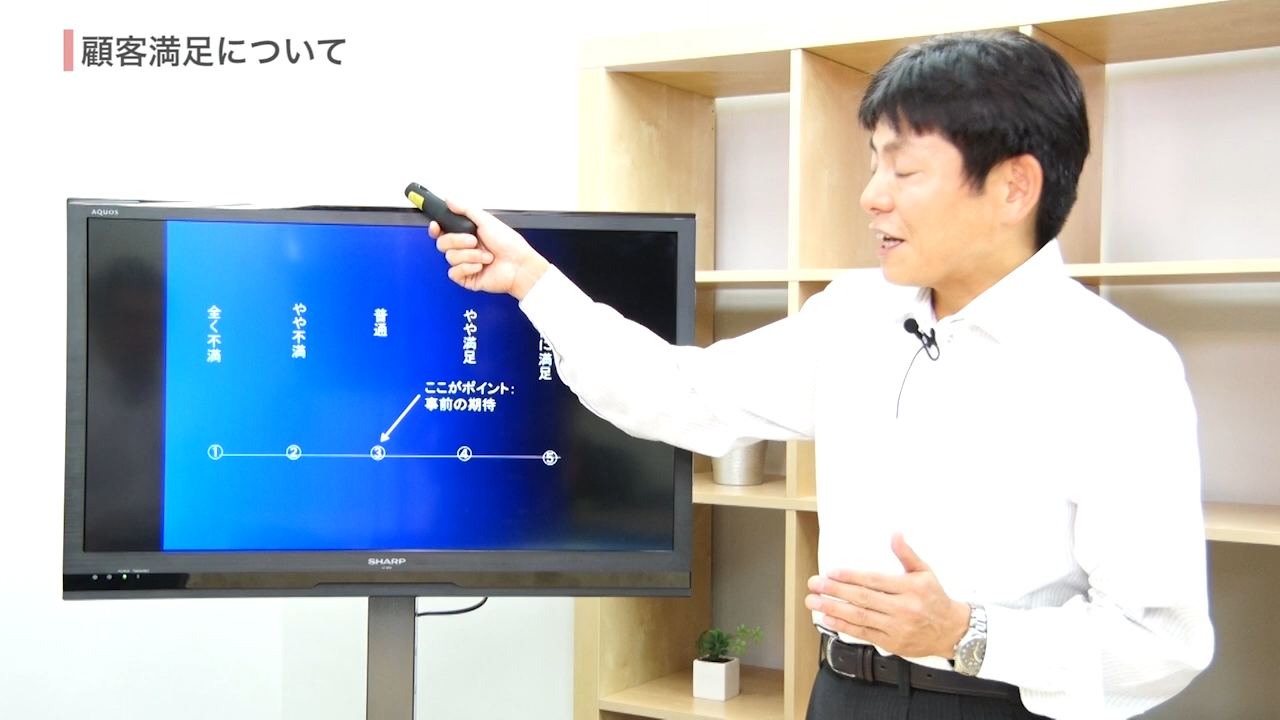 顧客満足について
AQUOS
全く不満
やや不満
普通
やや満足
に満足
ここがポイント：
事前の期待
① ② ③ ④ ⑤
SHARP